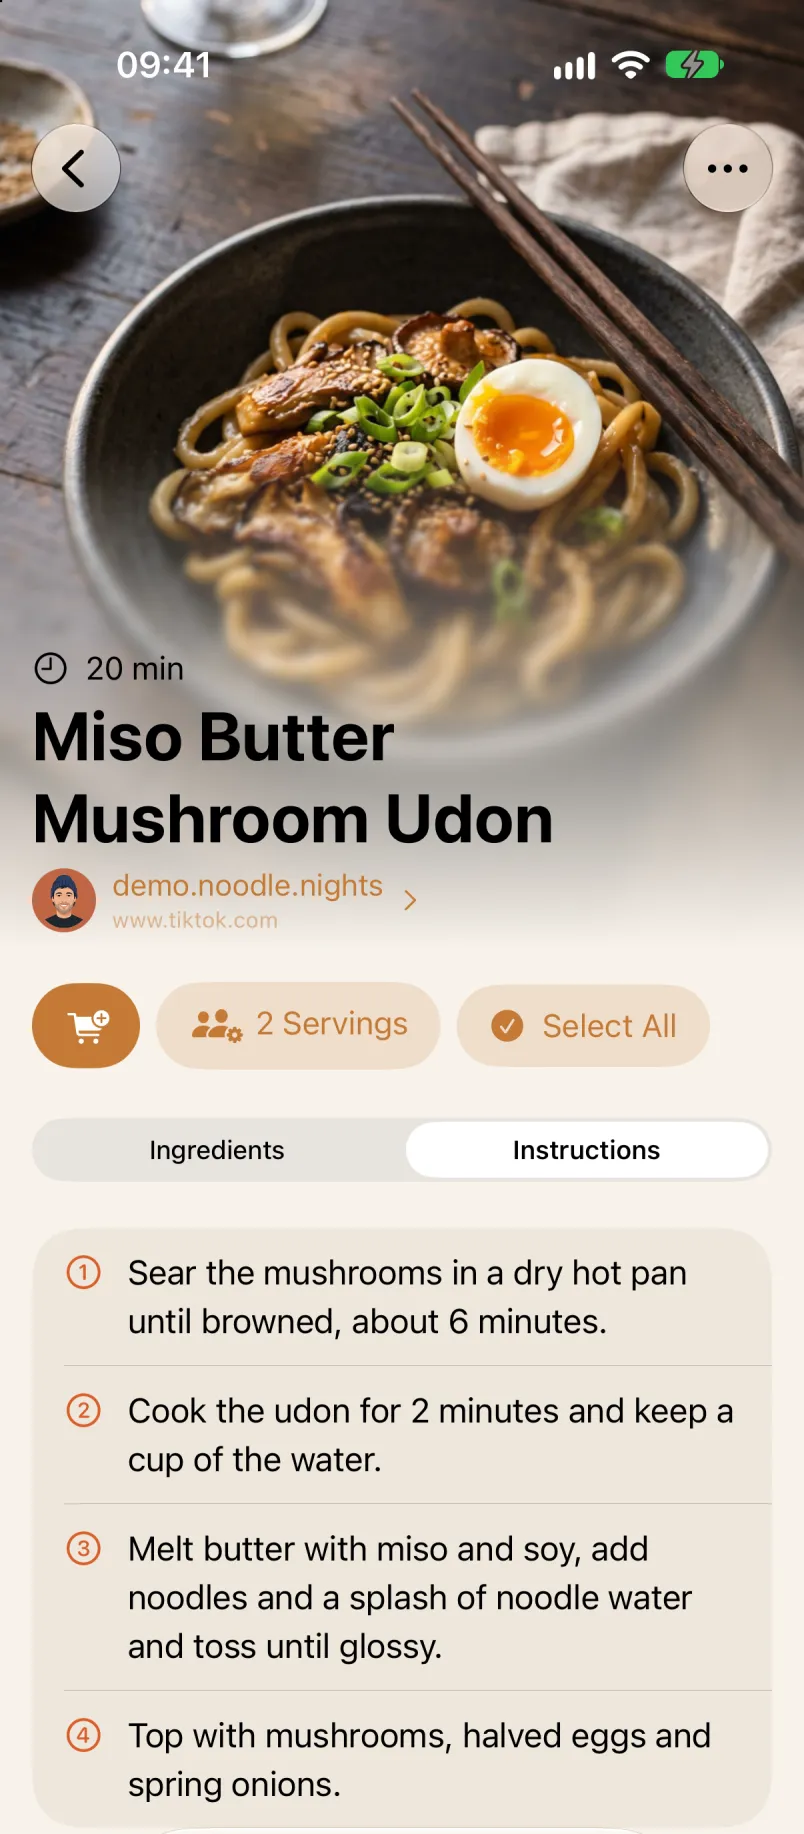 09:41
20 min
Miso Butter
Mushroom Udon
demo.noodle.nights
www.tiktok.com
2 Servings
Select All
Ingredients
Instructions
1 Sear the mushrooms in a dry hot pan
until browned, about 6 minutes.
2 Cook the udon for 2 minutes and keep a
cup of the water.
3 Melt butter with miso and soy, add
noodles and a splash of noodle water
and toss until glossy.
4 Top with mushrooms, halved eggs and
spring onions.